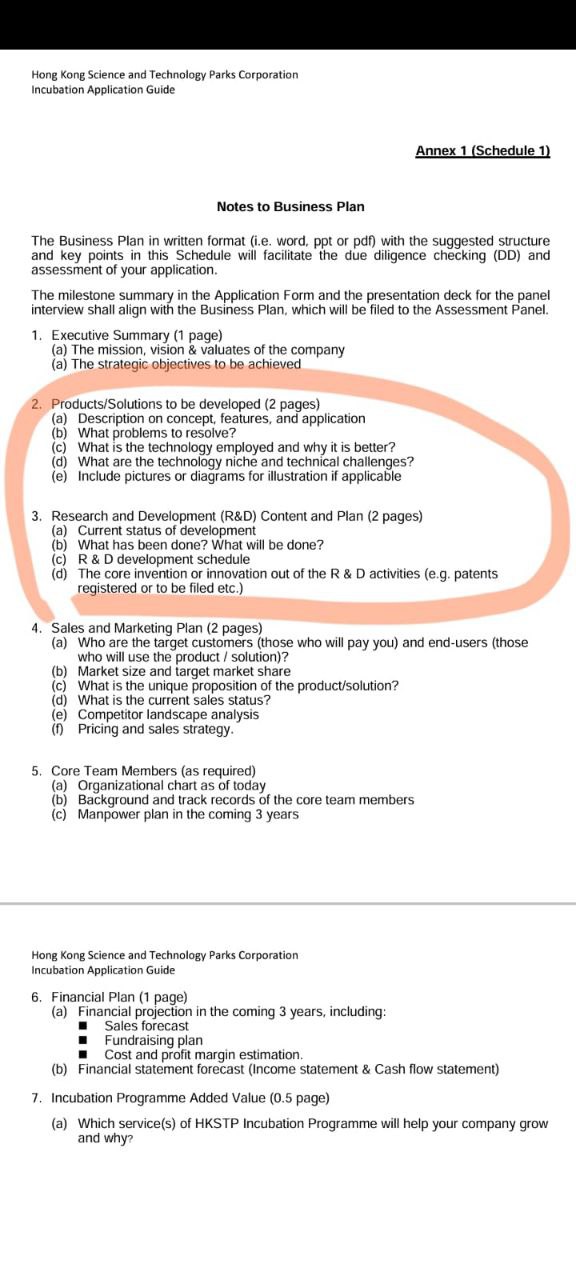 Hong Kong Science and Technology Parks Corporation
Incubation Application Guide
Annex 1 (Schedule 1)
Notes to Business Plan
The Business Plan in written format (i.e. word, ppt or pdf) with the suggested structure
and key points in this Schedule will facilitate the due diligence checking (DD) and
assessment of your application.
The milestone summary in the Application Form and the presentation deck for the panel
interview shall align with the Business Plan, which will be filed to the Assessment Panel.
1. Executive Summary (1 page)
(a) The mission, vision & valuates of the company
(a) The strategic objectives to be achieved
2. Products/Solutions to be developed (2 pages)
(a) Description on concept, features, and application
(b) What problems to resolve?
(c) What is the technology employed and why it is better?
(d) What are the technology niche and technical challenges?
(e) Include pictures or diagrams for illustration if applicable
3. Research and Development (R&D) Content and Plan (2 pages)
(a) Current status of development
(b) What has been done? What will be done?
(c) R & D development schedule
(d) The core invention or innovation out of the R & D activities (e.g. patents
registered or to be filed etc.)
4. Sales and Marketing Plan (2 pages)
(a) Who are the target customers (those who will pay you) and end-users (those
who will use the product / solution)?
(b) Market size and target market share
(c) What is the unique proposition of the product/solution?
(d) What is the current sales status?
(e) Competitor landscape analysis
(f) Pricing and sales strategy.
5. Core Team Members (as required)
(a) Organizational chart as of today
(b) Background and track records of the core team members
(c) Manpower plan in the coming 3 years
Hong Kong Science and Technology Parks Corporation
Incubation Application Guide
6. Financial Plan (1 page)
(a) Financial projection in the coming 3 years, including:
■ Sales forecast
■ Fundraising plan
■ Cost and profit margin estimation.
(b) Financial statement forecast (Income statement & Cash flow statement)
7. Incubation Programme Added Value (0.5 page)
(a) Which service(s) of HKSTP Incubation Programme will help your company grow
and why?